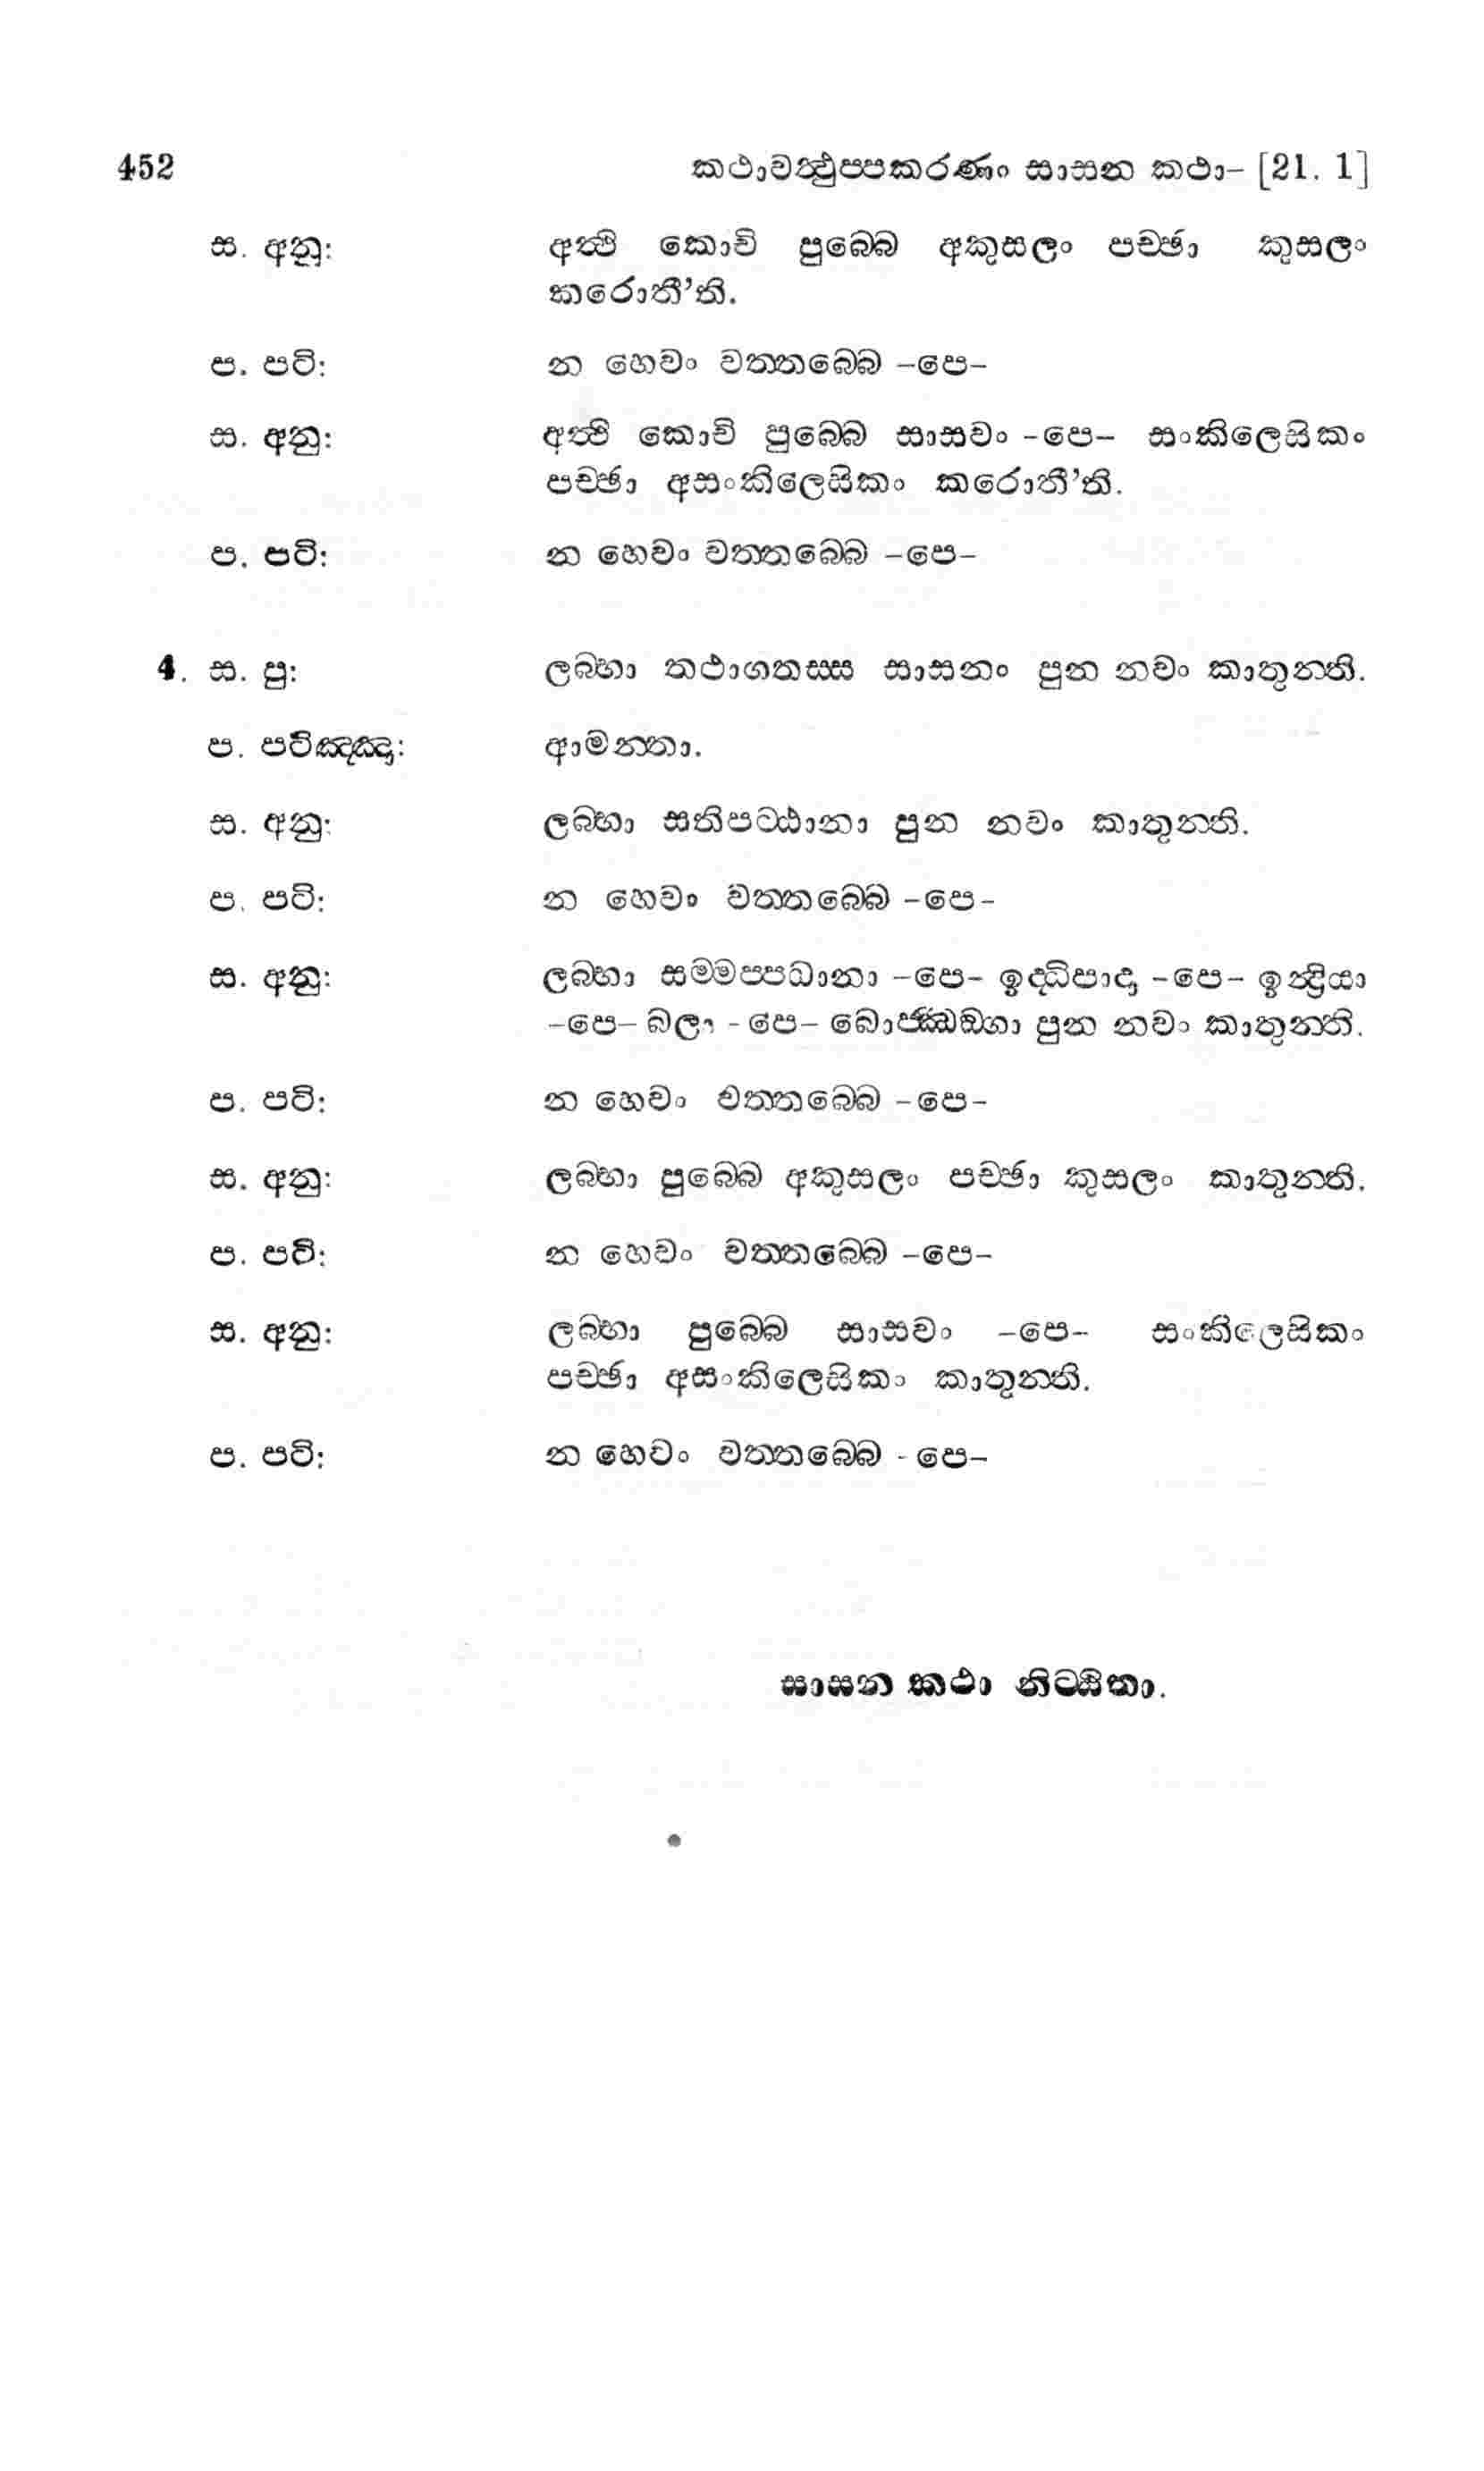 452 කථාවත්‍ථුප්පකරණං සාසන කථා– [21. 1]
ස. අනු: අත්‍ථි කොචි පුබ්බෙ අකුසලං පච්ඡා කුසලං
කරොතී’ති.
ප. පටි: න හෙවං වත්තබ්බෙ –පෙ–
ස. අනු: අත්‍ථි කොචි පුබ්බෙ සාසවං –පෙ– සංකිලෙසිකං
පච්ඡා අසංකිලෙසිකං කරොතී’ති.
ප. පටි: න හෙවං වත්තබ්බෙ –පෙ–
4. ස. පු: ලබ්භා තථාගතස්ස සාසනං පුන නවං කාතුන්ති.
ප. පටිඤ්ඤා: ආමන්තා.
ස. අනු: ලබ්භා සතිපට්ඨානා පුන නවං කාතුන්ති.
ප. පටි: න හෙවං වත්තබ්බෙ –පෙ–
ස. අනු: ලබ්භා සම්මප්පධානා –පෙ– ඉද්ධිපාදා –පෙ– ඉන්‍ද්‍රියා
–පෙ– බලා –පෙ– බොජ්ඣඞ්ගා පුන නවං කාතුන්ති.
ප. පටි: න හෙවං වත්තබ්බෙ –පෙ–
ස. අනු: ලබ්භා පුබ්බෙ අකුසලං පච්ඡා කුසලං කාතුන්ති.
ප. පටි: න හෙවං වත්තබ්බෙ –පෙ–
ස. අනු: ලබ්භා පුබ්බෙ සාසවං –පෙ– සංකිලෙසිකං
පච්ඡා අසංකිලෙසිකං කාතුන්ති.
ප. පටි: න හෙවං වත්තබ්බෙ –පෙ–
සාසන කථා නිට්ඨිතා.